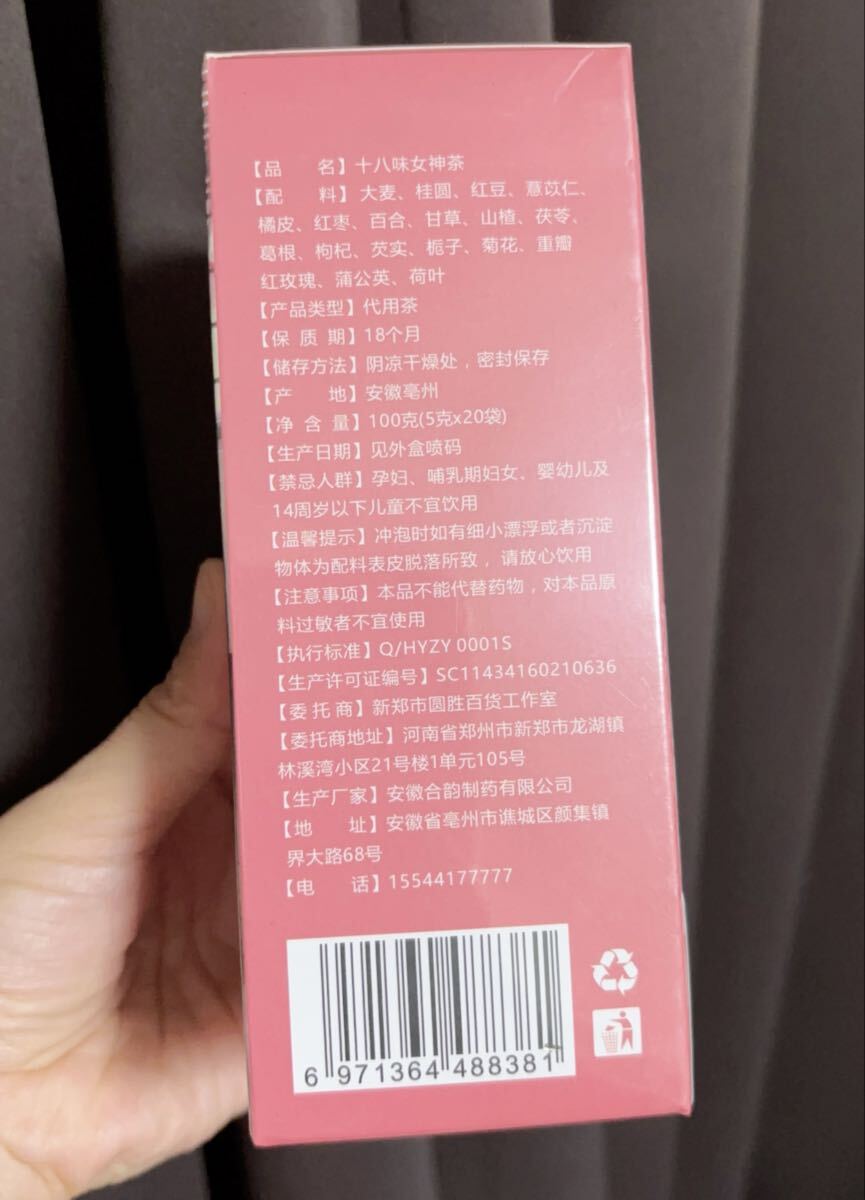 【品　　名】十八味女神茶
【配　　料】大麦、桂圆、红豆、薏苡仁、
橘皮、红枣、百合、甘草、山楂、茯苓、
葛根、枸杞、芡实、栀子、菊花、重瓣
红玫瑰、蒲公英、荷叶
【产品类型】代用茶
【保 质 期】18个月
【储存方法】阴凉干燥处，密封保存
【产　　地】安徽亳州
【净 含 量】100克(5克x20袋)
【生产日期】见外盒喷码
【禁忌人群】孕妇、哺乳期妇女、婴幼儿及
14周岁以下儿童不宜饮用
【温馨提示】冲泡时如有细小漂浮或者沉淀
物体为配料表皮脱落所致，请放心饮用
【注意事项】本品不能代替药物，对本品原
料过敏者不宜使用
【执行标准】Q/HYZY 0001S
【生产许可证编号】SC11434160210636
【委 托 商】新郑市圆胜百货工作室
【委托商地址】河南省郑州市新郑市龙湖镇
林溪湾小区21号楼1单元105号
【生产厂家】安徽合韵制药有限公司
【地　　址】安徽省亳州市谯城区颜集镇
界大路68号
【电　　话】15544177777
6 971364 488381